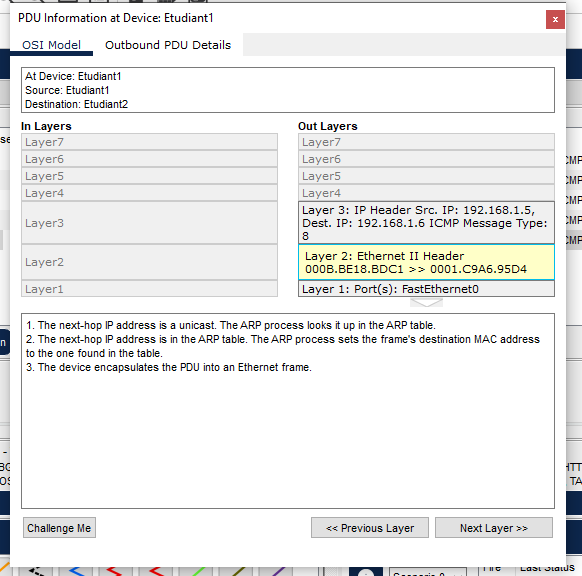 PDU Information at Device: Etudiant1
x
OSI Model
Outbound PDU Details
At Device: Etudiant1
Source: Etudiant1
Destination: Etudiant2
In Layers
Out Layers
Layer7
Layer7
Layer6
Layer6
Layer5
Layer5
Layer4
Layer4
Layer3
Layer 3: IP Header Src. IP: 192.168.1.5,
Dest. IP: 192.168.1.6 ICMP Message Type:
8
Layer2
Layer 2: Ethernet II Header
000B.BE18.BDC1 >> 0001.C9A6.95D4
Layer1
Layer 1: Port(s): FastEthernet0
1. The next-hop IP address is a unicast. The ARP process looks it up in the ARP table.
2. The next-hop IP address is in the ARP table. The ARP process sets the frame's destination MAC address
to the one found in the table.
3. The device encapsulates the PDU into an Ethernet frame.
Challenge Me
<< Previous Layer
Next Layer >>
Fire
Last Status